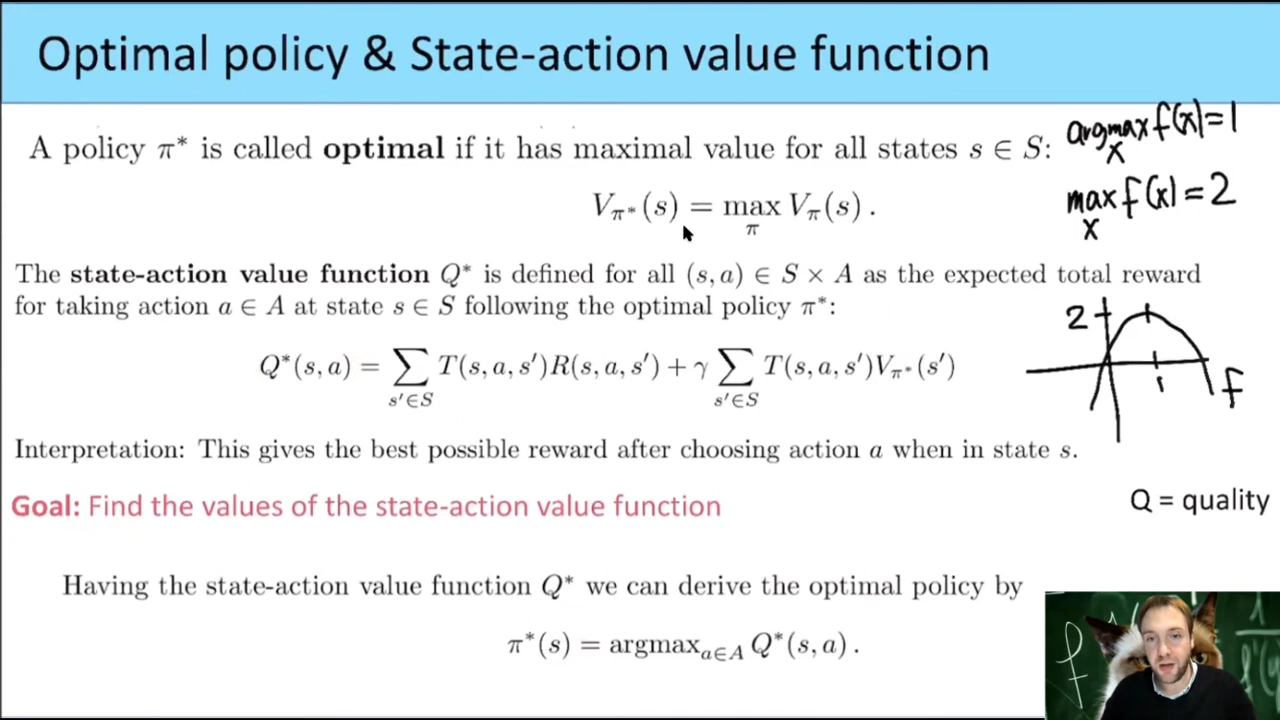 Optimal policy & State-action value function
A policy π* is called optimal if it has maximal value for all states s ∈ S:
argmax f(x)=1
x
V_π*(s) = max_π V_π(s) .
max f(x)=2
x
The state-action value function Q* is defined for all (s, a) ∈ S × A as the expected total reward
for taking action a ∈ A at state s ∈ S following the optimal policy π*:
2
Q*(s, a) = ∑_{s'∈S} T(s, a, s')R(s, a, s') + γ ∑_{s'∈S} T(s, a, s')V_π*(s')
1
f
Interpretation: This gives the best possible reward after choosing action a when in state s.
Goal: Find the values of the state-action value function
Q = quality
Having the state-action value function Q* we can derive the optimal policy by
π*(s) = argmax_{a∈A} Q*(s, a) .
f